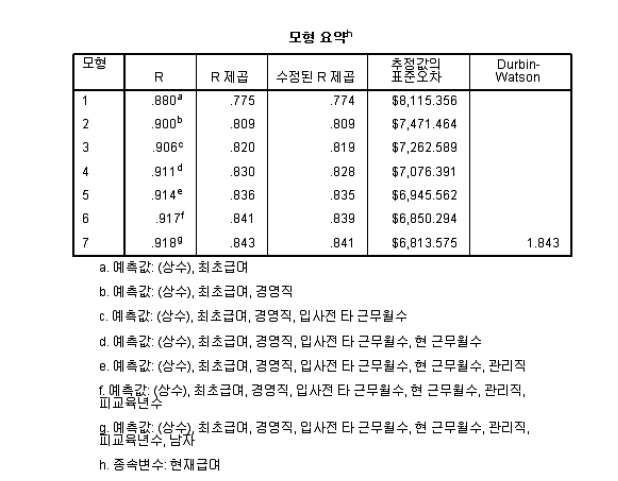 모형 요약h
모형 R R 제곱 수정된 R 제곱 추정값의 표준오차 Durbin-Watson
1 .880a .775 .774 $8,115.356
2 .900b .809 .809 $7,471.464
3 .906c .820 .819 $7,262.589
4 .911d .830 .828 $7,076.391
5 .914e .836 .835 $6,945.562
6 .917f .841 .839 $6,850.294
7 .918g .843 .841 $6,813.575 1.843
a. 예측값: (상수), 최초급여
b. 예측값: (상수), 최초급여, 경영직
c. 예측값: (상수), 최초급여, 경영직, 입사전 타 근무월수
d. 예측값: (상수), 최초급여, 경영직, 입사전 타 근무월수, 현 근무월수
e. 예측값: (상수), 최초급여, 경영직, 입사전 타 근무월수, 현 근무월수, 관리직
f. 예측값: (상수), 최초급여, 경영직, 입사전 타 근무월수, 현 근무월수, 관리직,
피교육년수
g. 예측값: (상수), 최초급여, 경영직, 입사전 타 근무월수, 현 근무월수, 관리직,
피교육년수, 남자
h. 종속변수: 현재급여